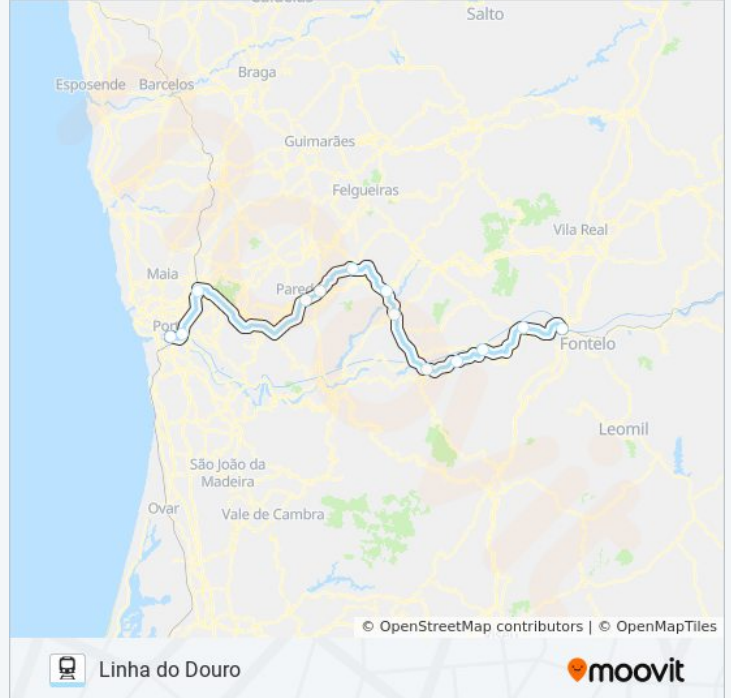 Salto
Braga
Esposende
Barcelos
Guimarães
Felgueiras
Vila Real
Maia
Pared
Port
Fontelo
Leomil
São João da
Madeira
Ovar
Vale de Cambra
© OpenStreetMap contributors | © OpenMapTiles
Linha do Douro
moovit